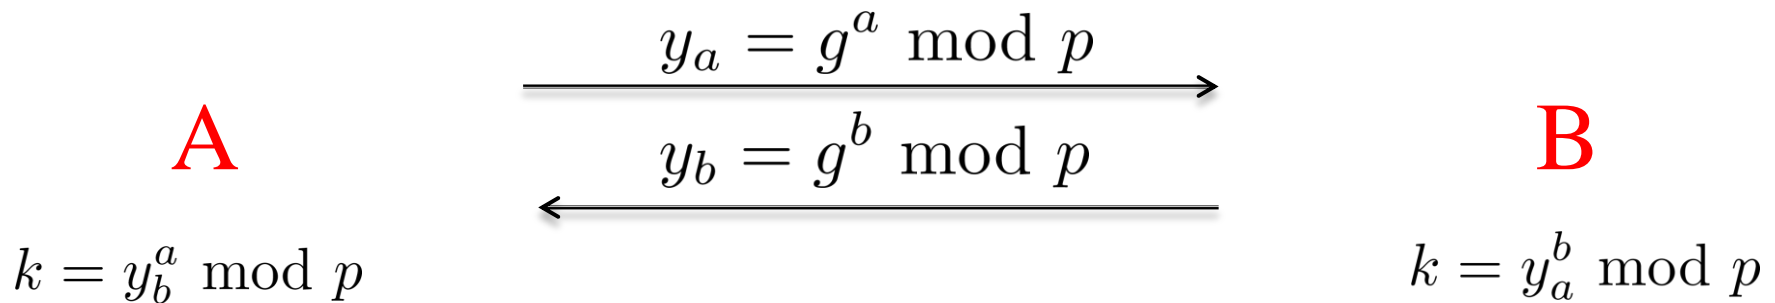 y_a = g^a mod p
A
B
y_b = g^b mod p
k = y_b^a mod p
k = y_a^b mod p